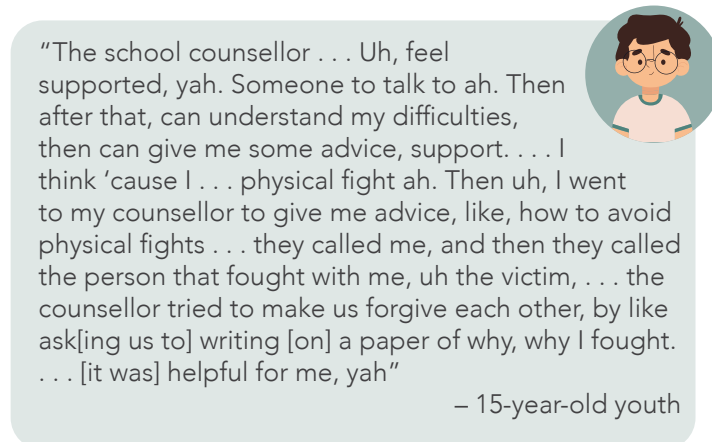 “The school counsellor . . . Uh, feel
supported, yah. Someone to talk to ah. Then
after that, can understand my difficulties,
then can give me some advice, support. . . . I
think ‘cause I . . . physical fight ah. Then uh, I went
to my counsellor to give me advice, like, how to avoid
physical fights . . . they called me, and then they called
the person that fought with me, uh the victim, . . . the
counsellor tried to make us forgive each other, by like
ask[ing us to] writing [on] a paper of why, why I fought.
. . . [it was] helpful for me, yah”
– 15-year-old youth